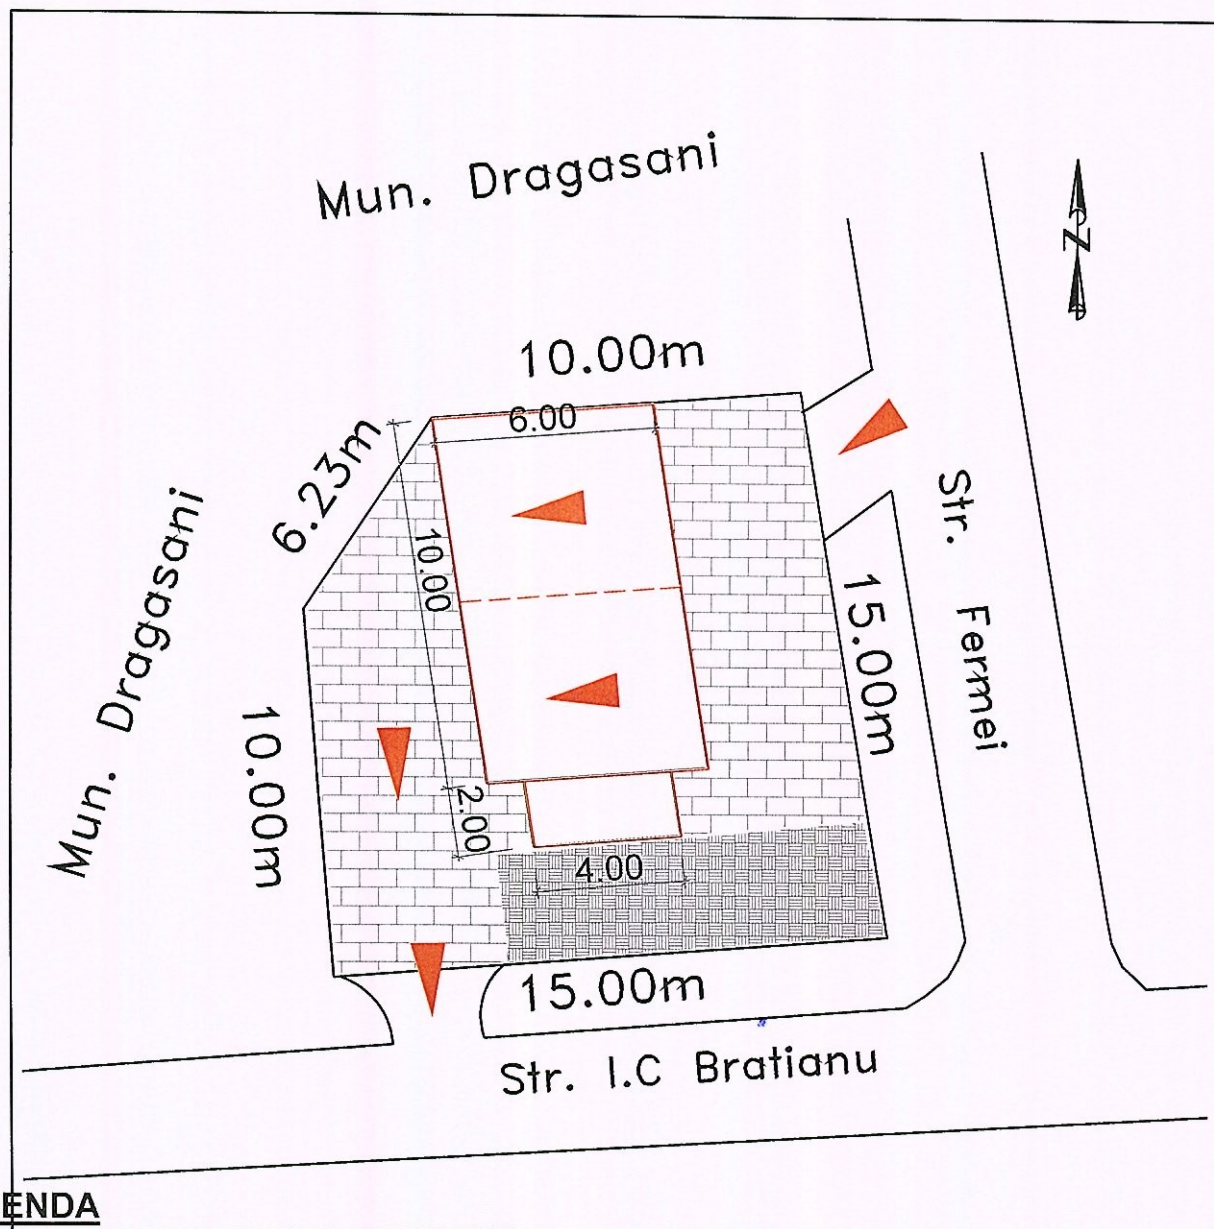 Mun. Dragasani
N
10.00m
6.00
6.23m
Str. Fermei
Mun. Dragasani
10.00
15.00m
10.00m
2.00
4.00
15.00m
Str. I.C Bratianu
ENDA